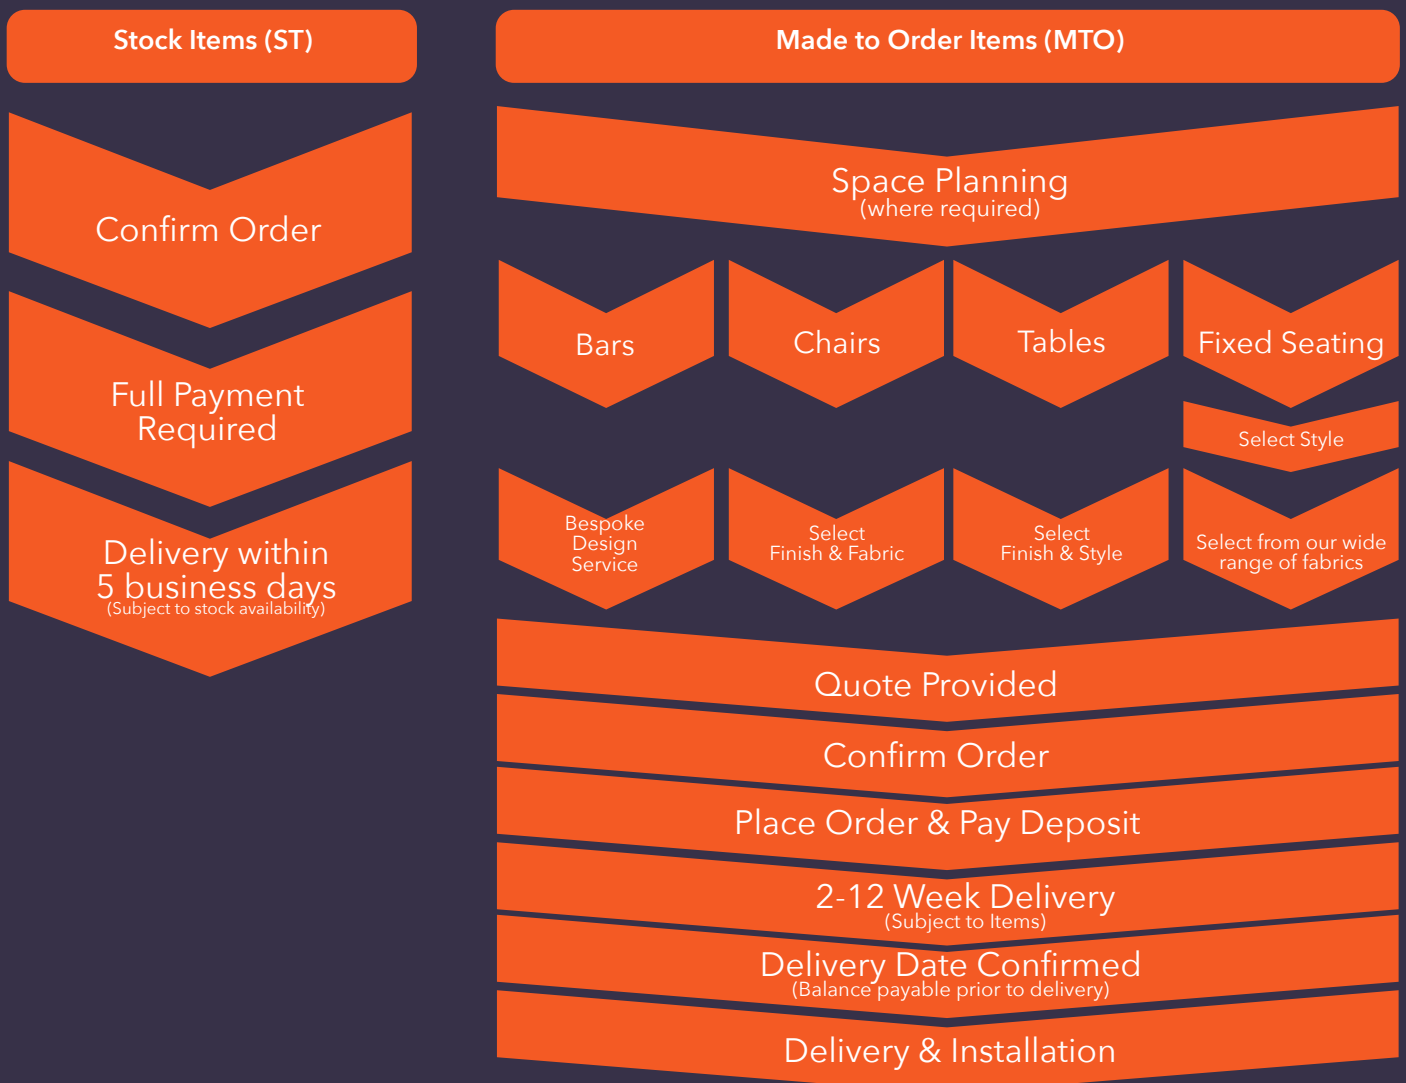 Stock Items (ST)
Confirm Order
Full Payment
Required
Delivery within
5 business days
(Subject to stock availability)
Made to Order Items (MTO)
Space Planning
(where required)
Bars
Chairs
Tables
Fixed Seating
Select Style
Bespoke
Design
Service
Select
Finish & Fabric
Select
Finish & Style
Select from our wide
range of fabrics
Quote Provided
Confirm Order
Place Order & Pay Deposit
2-12 Week Delivery
(Subject to Items)
Delivery Date Confirmed
(Balance payable prior to delivery)
Delivery & Installation